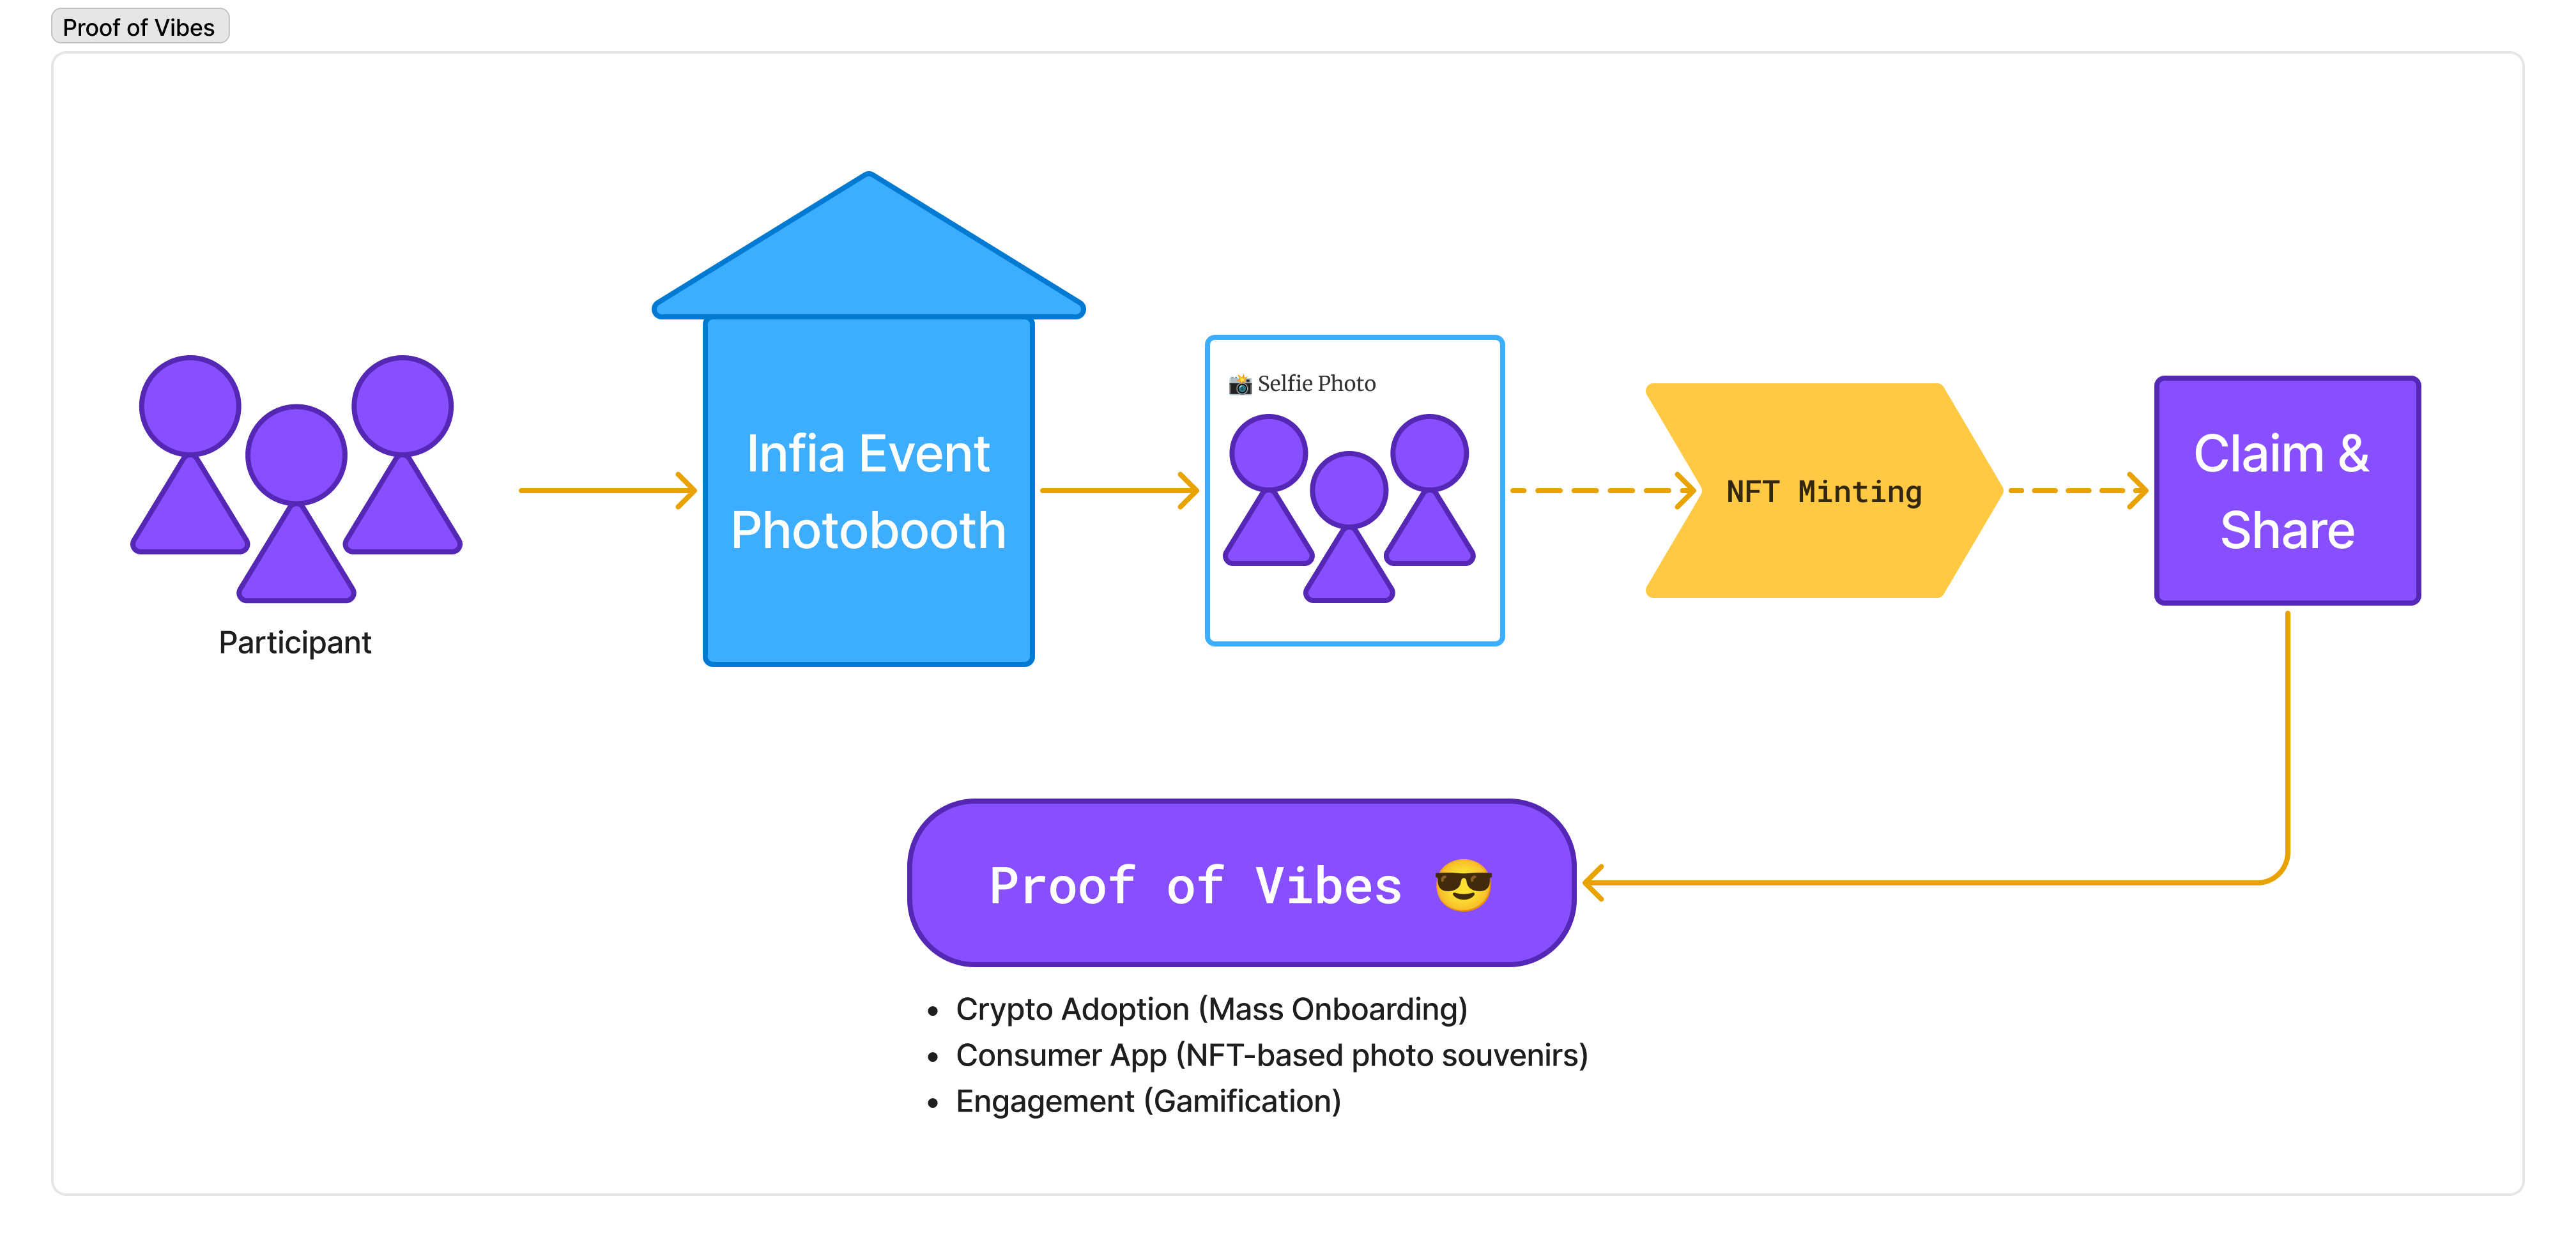 Proof of Vibes
Participant
Infia Event
Photobooth
📸 Selfie Photo
NFT Minting
Claim &
Share
Proof of Vibes 😎
• Crypto Adoption (Mass Onboarding)
• Consumer App (NFT-based photo souvenirs)
• Engagement (Gamification)